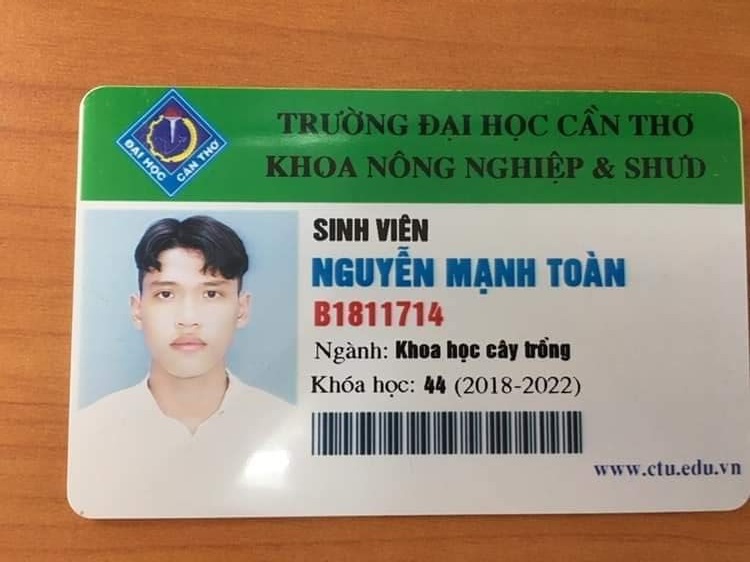 ĐẠI HỌC CẦN THƠ
TRƯỜNG ĐẠI HỌC CẦN THƠ
KHOA NÔNG NGHIỆP & SHƯD
SINH VIÊN
NGUYỄN MẠNH TOÀN
B1811714
Ngành: Khoa học cây trồng
Khóa học: 44 (2018-2022)
www.ctu.edu.vn